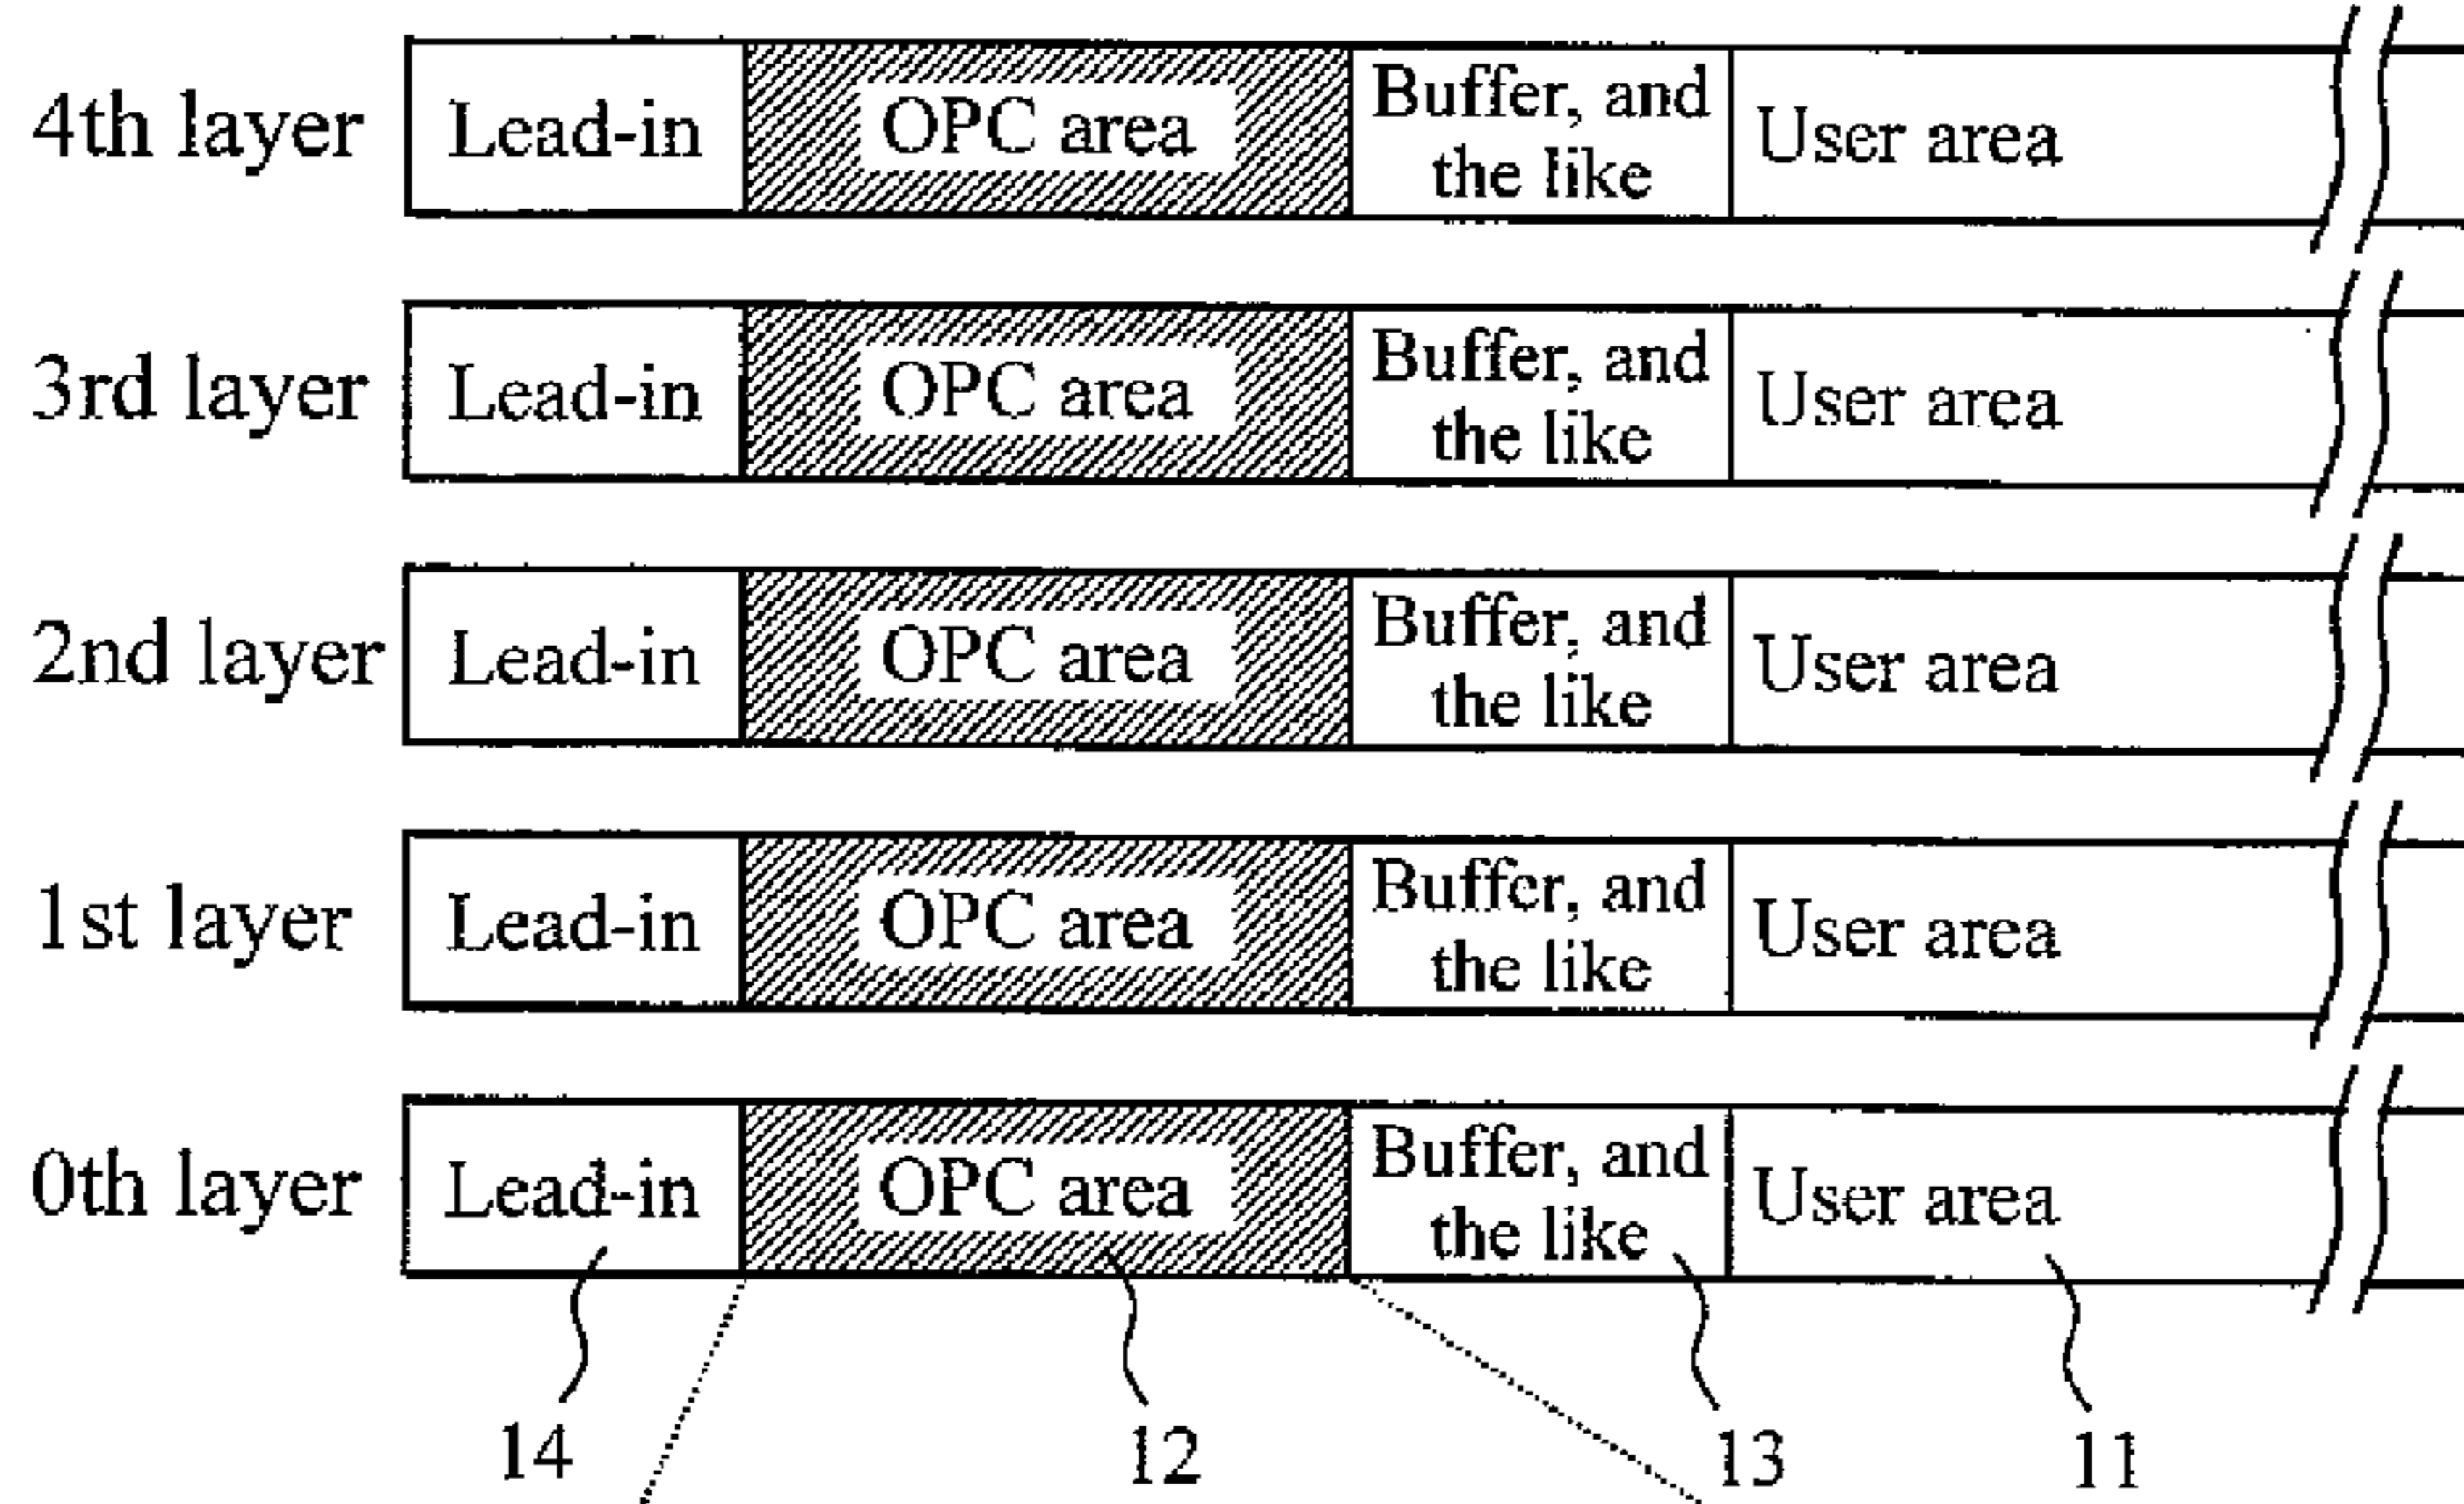 4th layer Lead-in OPC area Buffer, and
the like User area
3rd layer Lead-in OPC area Buffer, and
the like User area
2nd layer Lead-in OPC area Buffer, and
the like User area
1st layer Lead-in OPC area Buffer, and
the like User area
0th layer Lead-in OPC area Buffer, and
the like User area
14 12 13 11